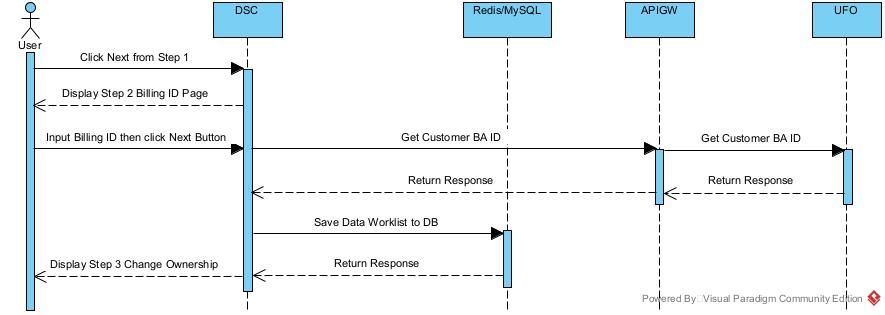 DSC
Redis/MySQL
APIGW
UFO
User
Click Next from Step 1
Display Step 2 Billing ID Page
Input Billing ID then click Next Button
Get Customer BA ID
Get Customer BA ID
Return Response
Return Response
Save Data Worklist to DB
Display Step 3 Change Ownership
Return Response
Powered By Visual Paradigm Community Edition